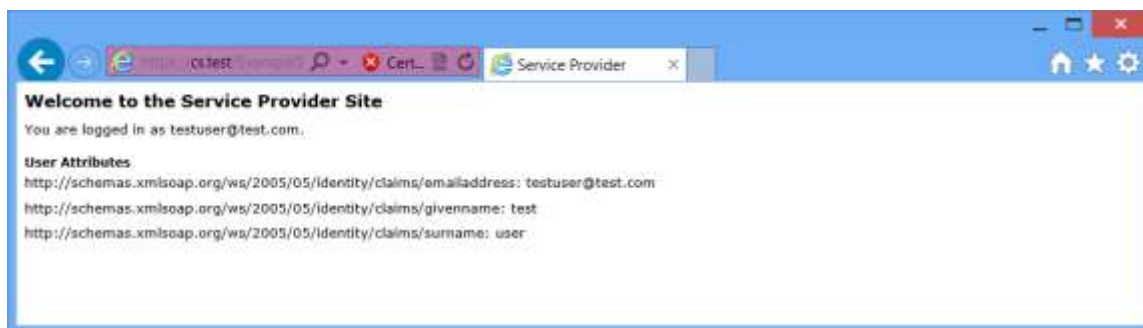 cs.test Cert... Service Provider
Welcome to the Service Provider Site
You are logged in as testuser@test.com.
User Attributes
http://schemas.xmlsoap.org/ws/2005/05/identity/claims/emailaddress: testuser@test.com
http://schemas.xmlsoap.org/ws/2005/05/identity/claims/givenname: test
http://schemas.xmlsoap.org/ws/2005/05/identity/claims/surname: user